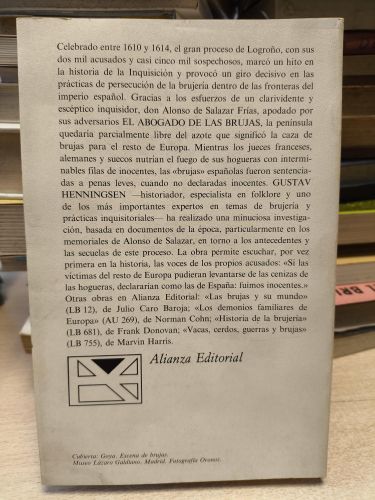 Celebrado entre 1610 y 1614, el gran proceso de Logroño, con sus
dos mil acusados y casi cinco mil sospechosos, marcó un hito en
la historia de la Inquisición y provocó un giro decisivo en las
prácticas de persecución de la brujería dentro de las fronteras del
imperio español. Gracias a los esfuerzos de un clarividente y
escéptico inquisidor, don Alonso de Salazar Frías, apodado por
sus adversarios EL ABOGADO DE LAS BRUJAS, la península
quedaría parcialmente libre del azote que significó la caza de
brujas para el resto de Europa. Mientras los jueces franceses,
alemanes y suecos nutrían el fuego de sus hogueras con intermi-
nables filas de inocentes, las «brujas» españolas fueron sentencia-
das a penas leves, cuando no declaradas inocentes. GUSTAV
HENNINGSEN —historiador, especialista en folklore y uno
de los más importantes expertos en temas de brujería y
prácticas inquisitoriales— ha realizado una minuciosa investiga-
ción, basada en documentos de la época, particularmente en los
memoriales de Alonso de Salazar, en torno a los antecedentes y
las secuelas de este proceso. La obra permite escuchar, por vez
primera en la historia, las voces de los propios acusados: «Si las
víctimas del resto de Europa pudieran levantarse de las cenizas de
las hogueras, declararían como las de España: fuimos inocentes.»
Otras obras en Alianza Editorial: «Las brujas y su mundo»
(LB 12), de Julio Caro Baroja; «Los demonios familiares de
Europa» (AU 269), de Norman Cohn; «Historia de la brujería»
(LB 681), de Frank Donovan; «Vacas, cerdos, guerras y brujas»
(LB 755), de Marvin Harris.
Alianza Editorial
Cubierta: Goya. Escena de brujas.
Museo Lázaro Galdiano. Madrid. Fotografía Oronoz.